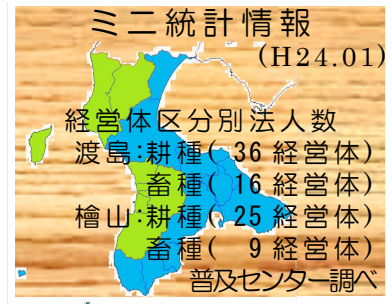 ミニ統計情報
(H24.01)
経営体区分別法人数
渡島:耕種( 36 経営体)
畜種( 16 経営体)
檜山:耕種( 25 経営体)
畜種( 9 経営体)
普及センター調べ